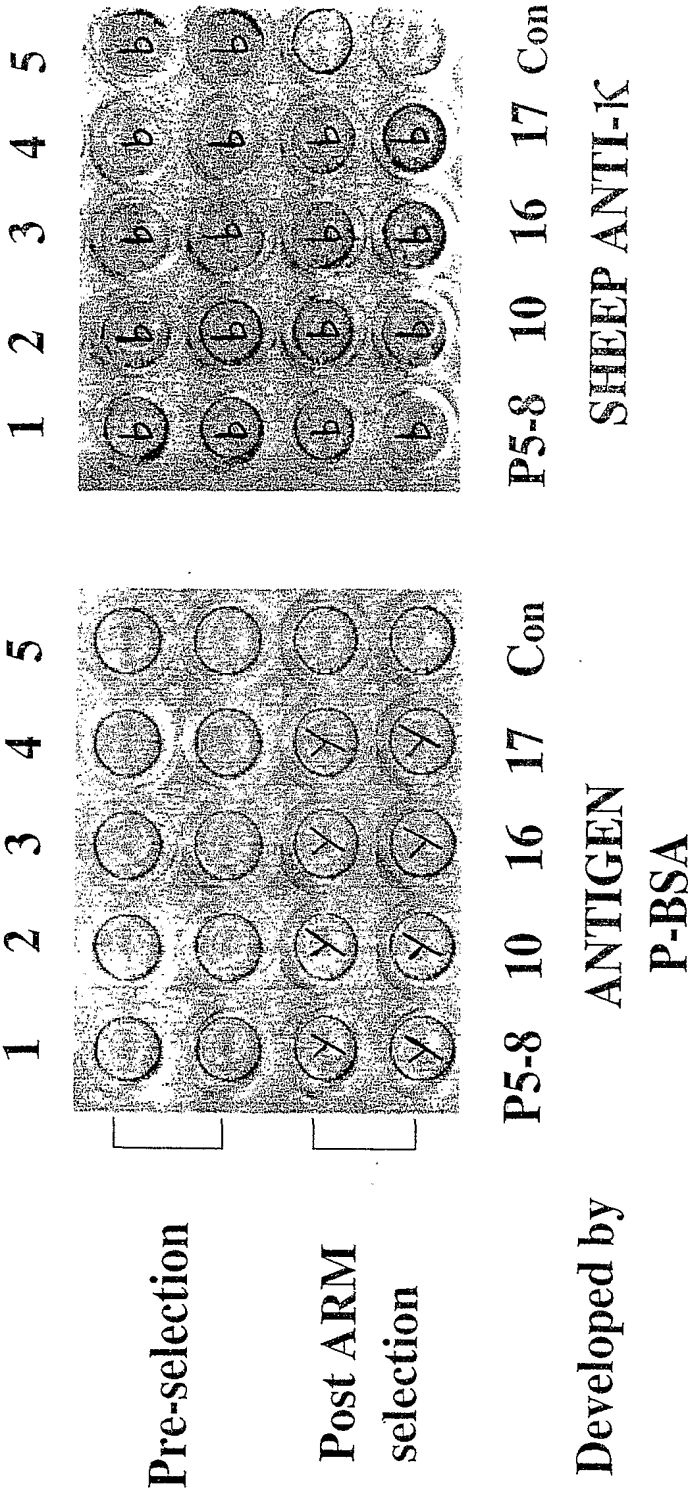 1 2 3 4 5 1 2 3 4 5
Pre-selection
Post ARM
selection
P5-8 10 16 17 Con P5-8 10 16 17 Con
Developed by ANTIGEN SHEEP ANTI-K
P-BSA